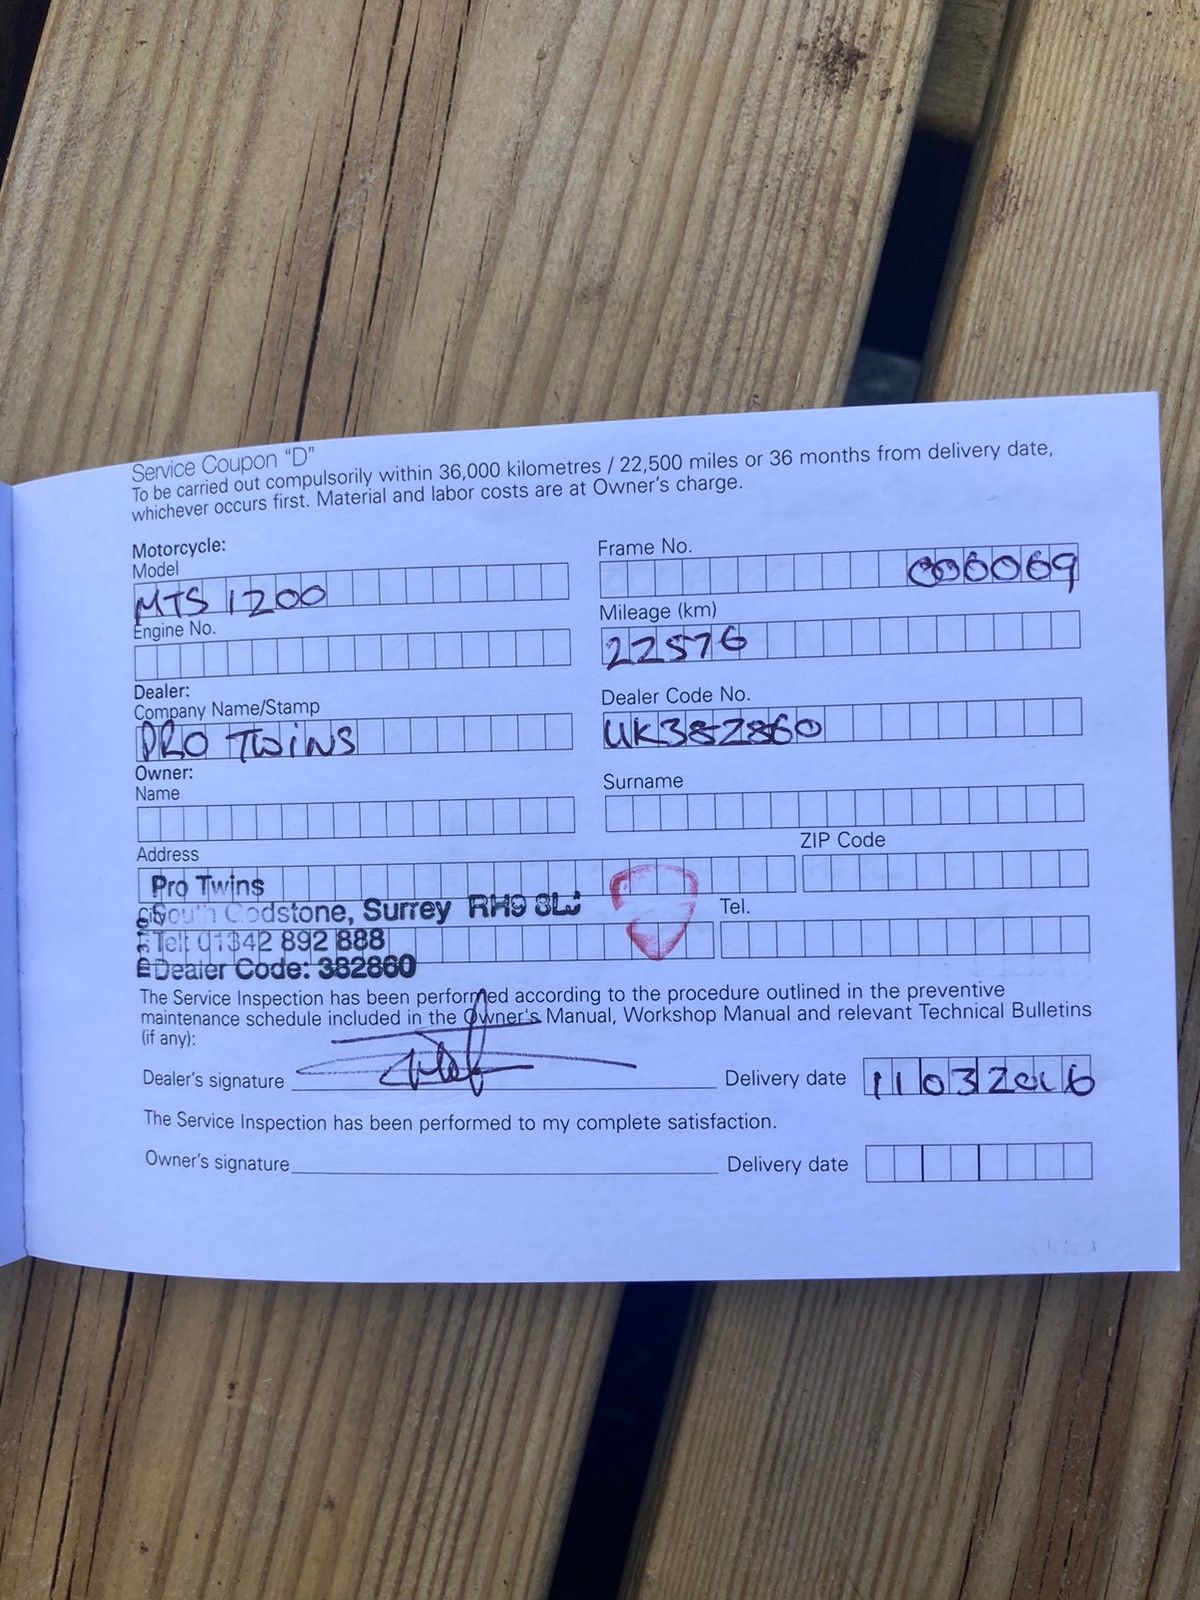 Service Coupon “D”
To be carried out compulsorily within 36,000 kilometres / 22,500 miles or 36 months from delivery date,
whichever occurs first. Material and labor costs are at Owner's charge.
Motorcycle:
Model
MTS 1200
Frame No.
000069
Engine No.
Mileage (km)
22576
Dealer:
Company Name/Stamp
PRO TWiNS
Dealer Code No.
UK382860
Owner:
Name
Surname
Address
ZIP Code
Pro Twins
South Godstone, Surrey RH9 8LJ
Tel.
Tel: 01342 892 888
Dealer Code: 382860
The Service Inspection has been performed according to the procedure outlined in the preventive
maintenance schedule included in the Owner's Manual, Workshop Manual and relevant Technical Bulletins
(if any):
Dealer's signature
Delivery date 11032016
The Service Inspection has been performed to my complete satisfaction.
Owner's signature
Delivery date